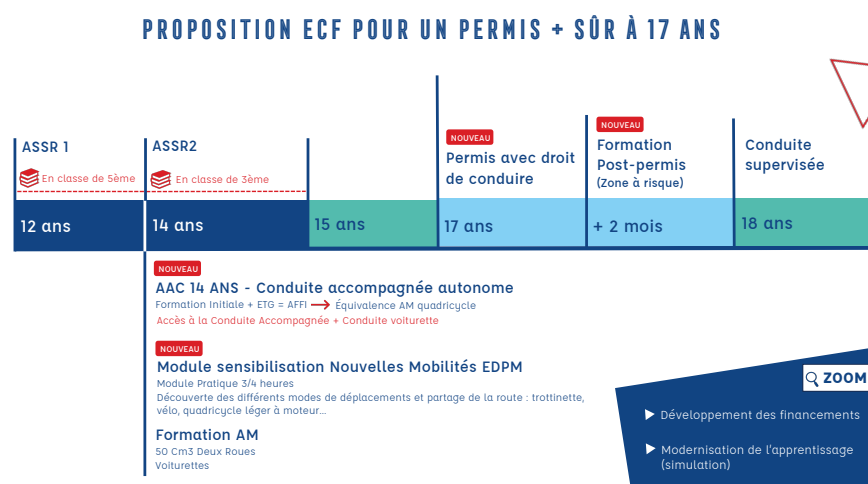 PROPOSITION ECF POUR UN PERMIS + SÛR À 17 ANS
ASSR 1
En classe de 5ème
12 ans
ASSR2
En classe de 3ème
14 ans
15 ans
NOUVEAU
Permis avec droit
de conduire
17 ans
NOUVEAU
Formation
Post-permis
(Zone à risque)
+ 2 mois
Conduite
supervisée
18 ans
NOUVEAU
AAC 14 ANS - Conduite accompagnée autonome
Formation Initiale + ETG = AFFI → Équivalence AM quadricycle
Accès à la Conduite Accompagnée + Conduite voiturette
NOUVEAU
Module sensibilisation Nouvelles Mobilités EDPM
Module Pratique 3/4 heures
Découverte des différents modes de déplacements et partage de la route : trottinette,
vélo, quadricycle léger à moteur...
Formation AM
50 Cm3 Deux Roues
Voiturettes
ZOOM
Développement des financements
Modernisation de l'apprentissage
(simulation)